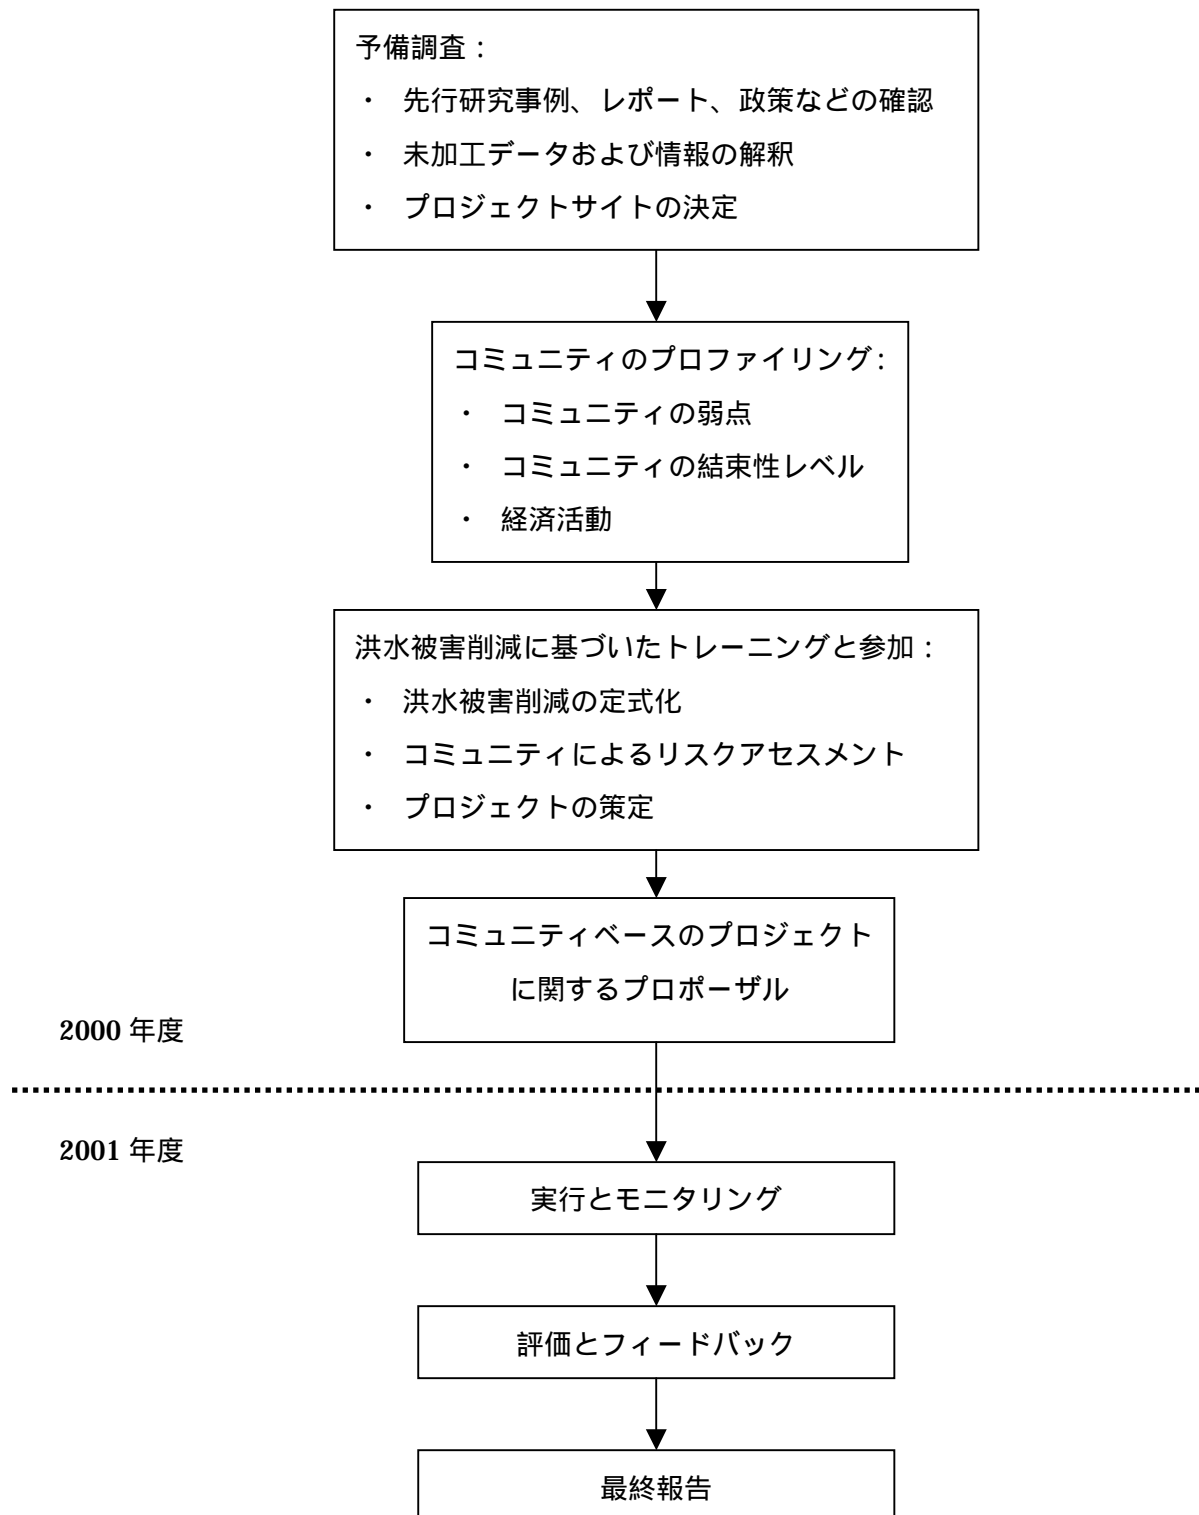 予備調査：
・ 先行研究事例、レポート、政策などの確認
・ 未加工データおよび情報の解釈
・ プロジェクトサイトの決定
コミュニティのプロファイリング：
・ コミュニティの弱点
・ コミュニティの結束性レベル
・ 経済活動
洪水被害削減に基づいたトレーニングと参加：
・ 洪水被害削減の定式化
・ コミュニティによるリスクアセスメント
・ プロジェクトの策定
コミュニティベースのプロジェクト
に関するプロポーザル
2000 年度
2001 年度
実行とモニタリング
評価とフィードバック
最終報告